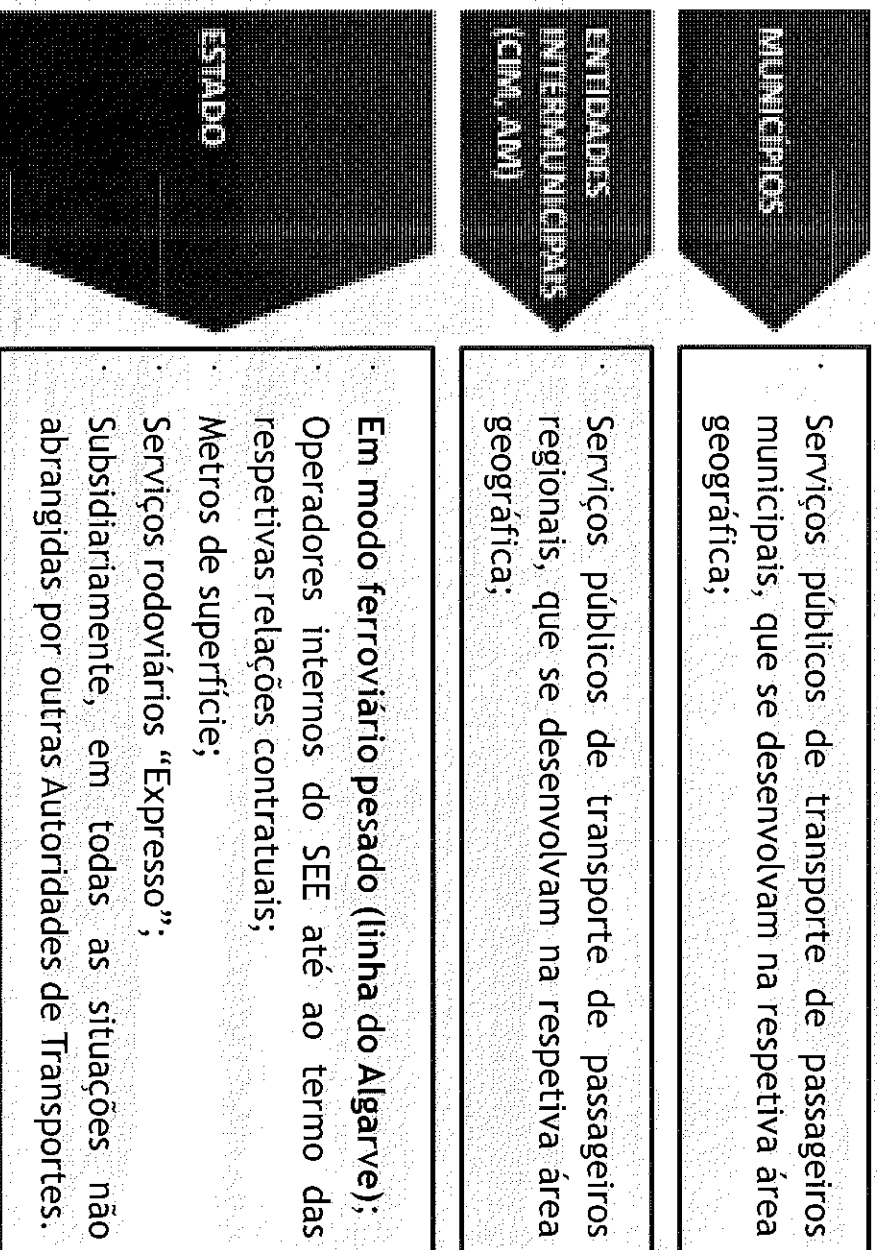 MUNICÍPIOS
· Serviços públicos de transporte de passageiros
municipais, que se desenvolvam na respetiva área
geográfica;
ENTIDADES
INTERMUNICIPAIS
(CIM, AM)
· Serviços públicos de transporte de passageiros
regionais, que se desenvolvam na respetiva área
geográfica;
ESTADO
· Em modo ferroviário pesado (linha do Algarve);
· Operadores internos do SEE até ao termo das
respetivas relações contratuais;
· Metros de superfície;
· Serviços rodoviários “Expresso”;
· Subsidiariamente, em todas as situações não
abrangidas por outras Autoridades de Transportes.